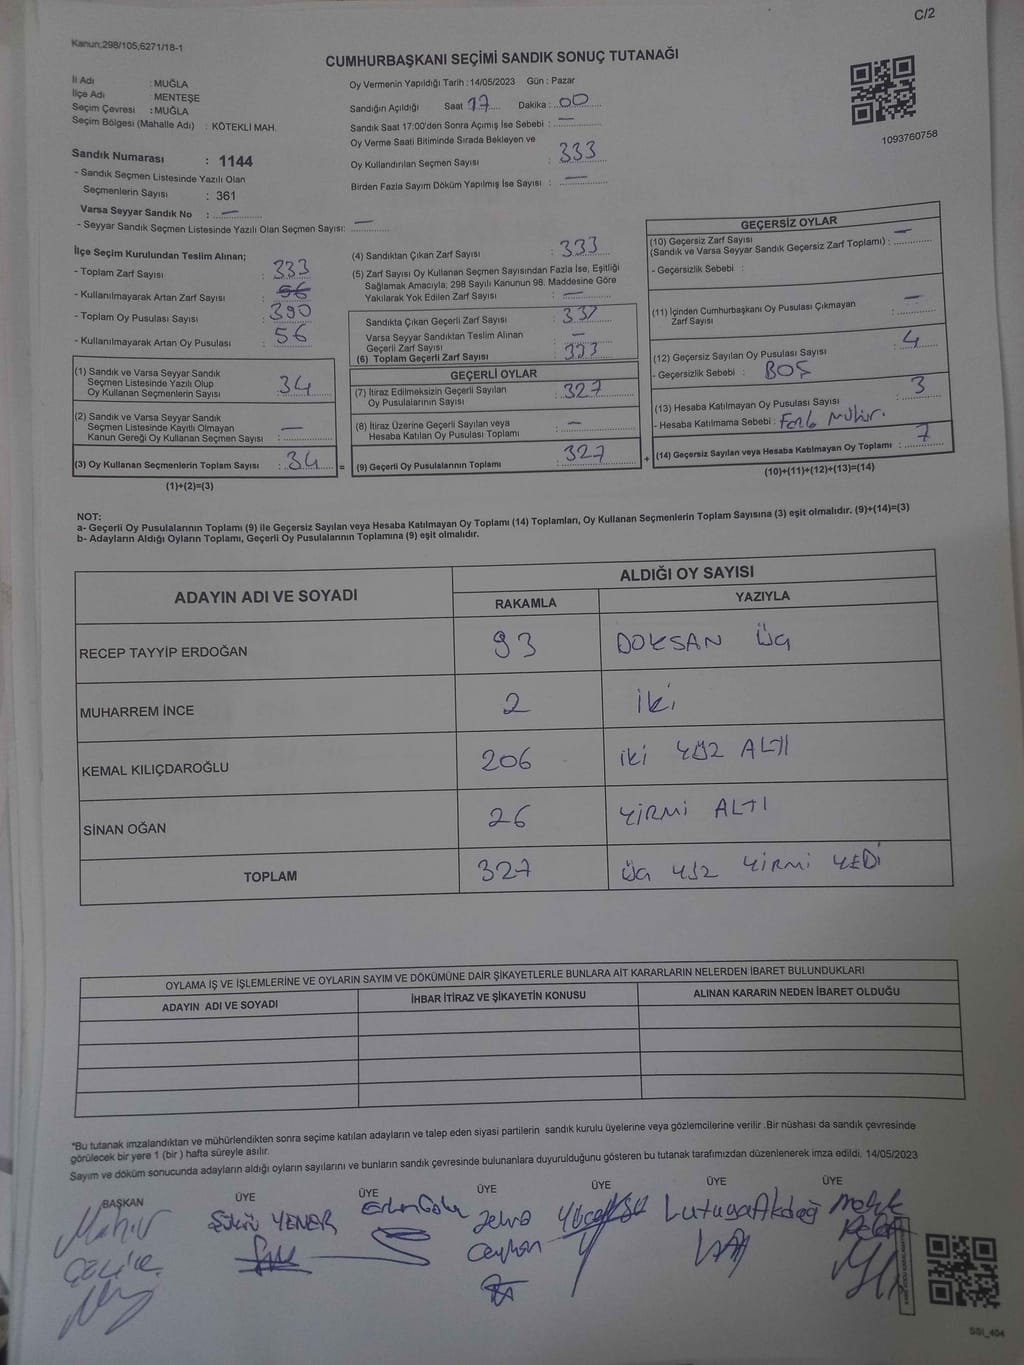 C/2
Kanun;298/105,6271/18-1
CUMHURBAŞKANI SEÇİMİ SANDIK SONUÇ TUTANAĞI
İl Adı : MUĞLA
İlçe Adı : MENTEŞE
Seçim Çevresi : MUĞLA
Seçim Bölgesi (Mahalle Adı) : KÖTEKLİ MAH.
Sandık Numarası : 1144
- Sandık Seçmen Listesinde Yazılı Olan
Seçmenlerin Sayısı : 361
Varsa Seyyar Sandık No : —
- Seyyar Sandık Seçmen Listesinde Yazılı Olan Seçmen Sayısı: —
Oy Vermenin Yapıldığı Tarih : 14/05/2023 Gün : Pazar
Sandığın Açıldığı Saat 17 Dakika : 00
Sandık Saat 17:00'den Sonra Açımış İse Sebebi : —
Oy Verme Saati Bitiminde Sırada Bekleyen ve
Oy Kullandırılan Seçmen Sayısı : 333
Birden Fazla Sayım Döküm Yapılmış İse Sayısı : —
1093760758
İlçe Seçim Kurulundan Teslim Alınan;
- Toplam Zarf Sayısı : 333
- Kullanılmayarak Artan Zarf Sayısı : 56
- Toplam Oy Pusulası Sayısı : 390
- Kullanılmayarak Artan Oy Pusulası : 56
(1) Sandık ve Varsa Seyyar Sandık
Seçmen Listesinde Yazılı Olup
Oy Kullanan Seçmenlerin Sayısı : 34
(2) Sandık ve Varsa Seyyar Sandık
Seçmen Listesinde Kayıtlı Olmayan
Kanun Gereği Oy Kullanan Seçmen Sayısı : —
(3) Oy Kullanan Seçmenlerin Toplam Sayısı : 34 =
(1)+(2)=(3)
(4) Sandıktan Çıkan Zarf Sayısı : 333
(5) Zarf Sayısı Oy Kullanan Seçmen Sayısından Fazla İse, Eşitliği
Sağlamak Amacıyla; 298 Sayılı Kanunun 98. Maddesine Göre
Yakılarak Yok Edilen Zarf Sayısı : —
Sandıkta Çıkan Geçerli Zarf Sayısı :
Varsa Seyyar Sandıktan Teslim Alınan
Geçerli Zarf Sayısı : —
(6) Toplam Geçerli Zarf Sayısı : 333
GEÇERLİ OYLAR
(7) İtiraz Edilmeksizin Geçerli Sayılan
Oy Pusulalarının Sayısı : 327
(8) İtiraz Üzerine Geçerli Sayılan veya
Hesaba Katılan Oy Pusulası Toplamı : —
(9) Geçerli Oy Pusulalarının Toplamı : 327 +
GEÇERSİZ OYLAR
(10) Geçersiz Zarf Sayısı
(Sandık ve Varsa Seyyar Sandık Geçersiz Zarf Toplamı) : —
- Geçersizlik Sebebi :
(11) İçinden Cumhurbaşkanı Oy Pusulası Çıkmayan
Zarf Sayısı : —
(12) Geçersiz Sayılan Oy Pusulası Sayısı : 4
- Geçersizlik Sebebi : BOŞ
(13) Hesaba Katılmayan Oy Pusulası Sayısı : 3
- Hesaba Katılmama Sebebi : Mühür.
(14) Geçersiz Sayılan veya Hesaba Katılmayan Oy Toplamı : 7
(10)+(11)+(12)+(13)=(14)
NOT:
a- Geçerli Oy Pusulalarının Toplamı (9) ile Geçersiz Sayılan veya Hesaba Katılmayan Oy Toplamı (14) Toplamları, Oy Kullanan Seçmenlerin Toplam Sayısına (3) eşit olmalıdır. (9)+(14)=(3)
b- Adayların Aldığı Oyların Toplamı, Geçerli Oy Pusulalarının Toplamına (9) eşit olmalıdır.
ADAYIN ADI VE SOYADI ALDIĞI OY SAYISI
RAKAMLA YAZIYLA
RECEP TAYYİP ERDOĞAN 93 DOKSAN ÜÇ
MUHARREM İNCE 2 İKİ
KEMAL KILIÇDAROĞLU 206 İKİ YÜZ ALTI
SİNAN OĞAN 26 YİRMİ ALTI
TOPLAM 327 ÜÇ YÜZ YİRMİ YEDİ
OYLAMA İŞ VE İŞLEMLERİNE VE OYLARIN SAYIM VE DÖKÜMÜNE DAİR ŞİKAYETLERLE BUNLARA AİT KARARLARIN NELERDEN İBARET BULUNDUKLARI
ADAYIN ADI VE SOYADI İHBAR İTİRAZ VE ŞİKAYETİN KONUSU ALINAN KARARIN NEDEN İBARET OLDUĞU
*Bu tutanak imzalandıktan ve mühürlendikten sonra seçime katılan adayların ve talep eden siyasi partilerin sandık kurulu üyelerine veya gözlemcilerine verilir .Bir nüshası da sandık çevresinde
görülecek bir yere 1 (bir ) hafta süreyle asılır.
Sayım ve döküm sonucunda adayların aldığı oyların sayılarını ve bunların sandık çevresinde bulunanlara duyurulduğunu gösteren bu tutanak tarafımızdan düzenlenerek imza edildi. 14/05/2023
BAŞKAN ÜYE ÜYE ÜYE ÜYE ÜYE ÜYE
Şükrü YENER
Zehra
Ceyhan